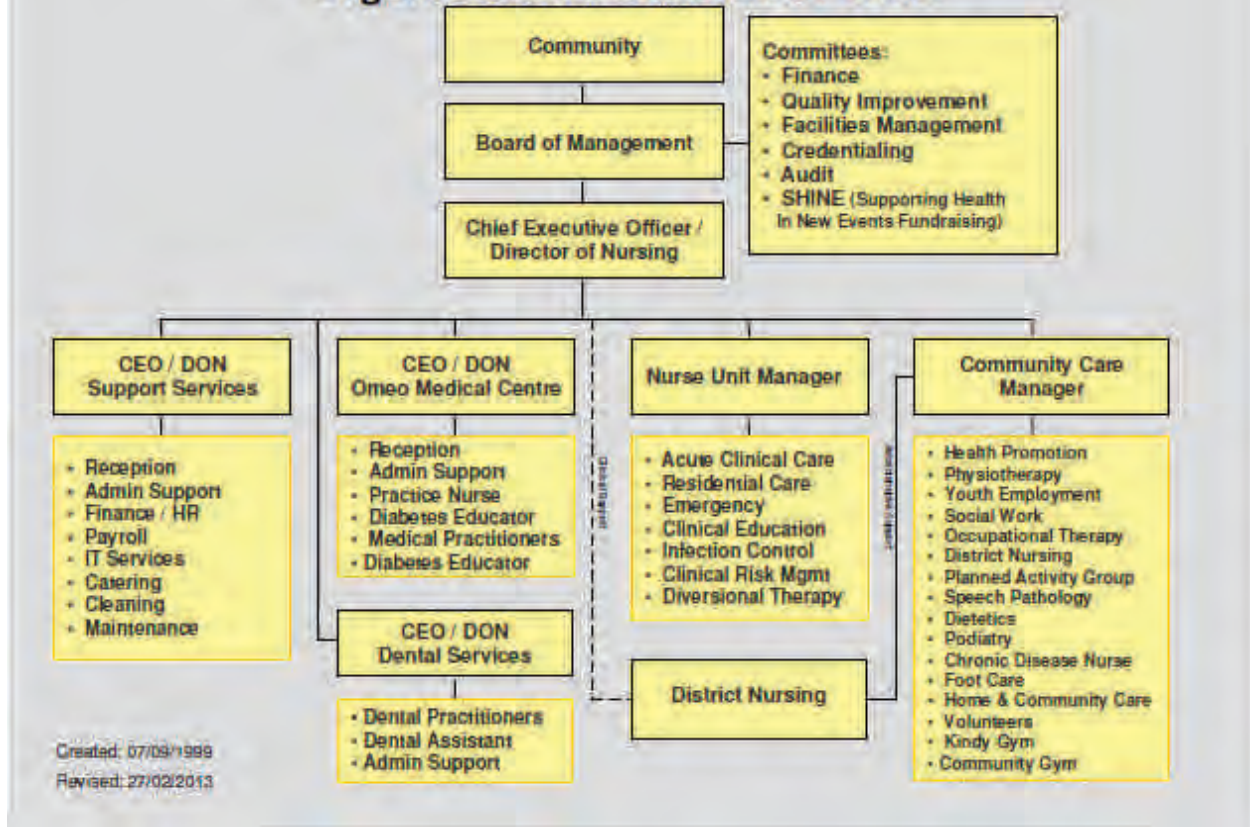 Community
Committees:
• Finance
• Quality Improvement
• Facilities Management
• Credentialing
• Audit
• SHINE (Supporting Health
In New Events Fundraising)
Board of Management
Chief Executive Officer /
Director of Nursing
CEO / DON
Support Services
• Reception
• Admin Support
• Finance / HR
• Payroll
• IT Services
• Catering
• Cleaning
• Maintenance
CEO / DON
Omeo Medical Centre
• Reception
• Admin Support
• Practice Nurse
• Diabetes Educator
• Medical Practitioners
• Diabetes Educator
CEO / DON
Dental Services
• Dental Practitioners
• Dental Assistant
• Admin Support
Nurse Unit Manager
• Acute Clinical Care
• Residential Care
• Emergency
• Clinical Education
• Infection Control
• Clinical Risk Mgmt
• Diversional Therapy
District Nursing
Community Care
Manager
• Health Promotion
• Physiotherapy
• Youth Employment
• Social Work
• Occupational Therapy
• District Nursing
• Planned Activity Group
• Speech Pathology
• Dietetics
• Podiatry
• Chronic Disease Nurse
• Foot Care
• Home & Community Care
• Volunteers
• Kindy Gym
• Community Gym
Created: 07/09/1999
Revised: 27/02/2013